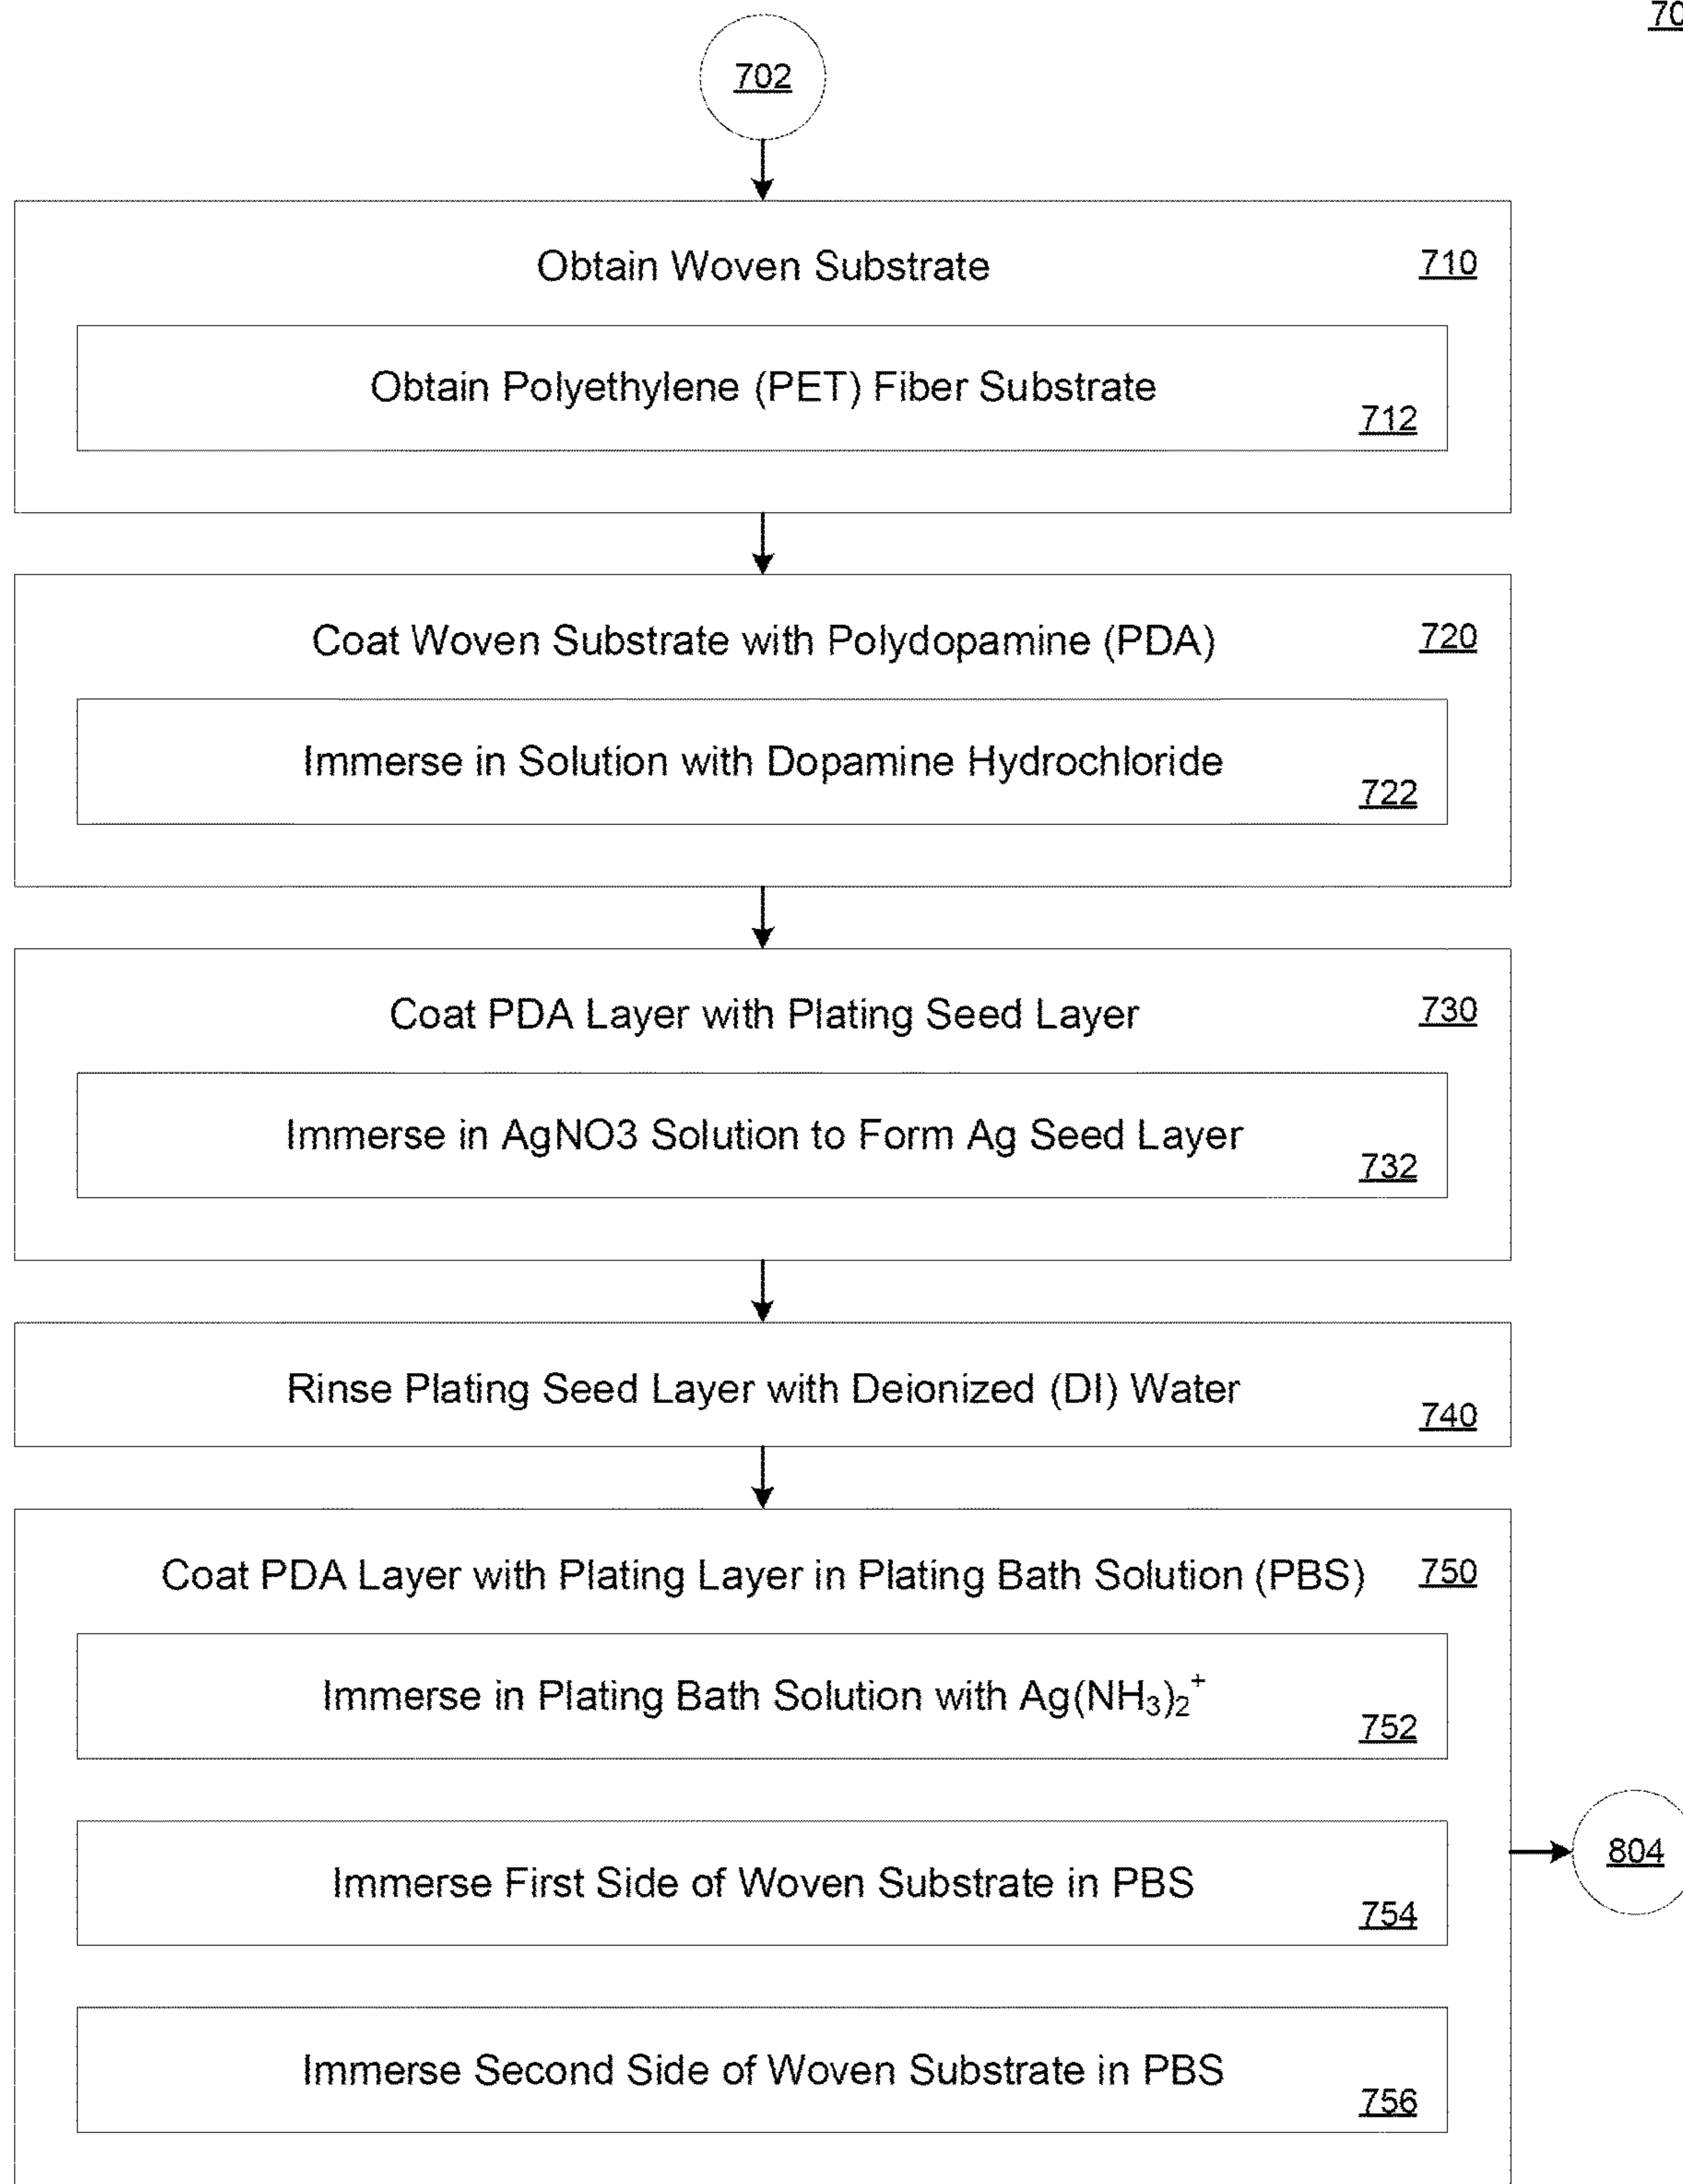 702
Obtain Woven Substrate 710
Obtain Polyethylene (PET) Fiber Substrate
712
Coat Woven Substrate with Polydopamine (PDA) 720
Immerse in Solution with Dopamine Hydrochloride
722
Coat PDA Layer with Plating Seed Layer 730
Immerse in AgNO3 Solution to Form Ag Seed Layer
732
Rinse Plating Seed Layer with Deionized (DI) Water
740
Coat PDA Layer with Plating Layer in Plating Bath Solution (PBS) 750
Immerse in Plating Bath Solution with Ag(NH₃)₂⁺
752
804
Immerse First Side of Woven Substrate in PBS
754
Immerse Second Side of Woven Substrate in PBS
756